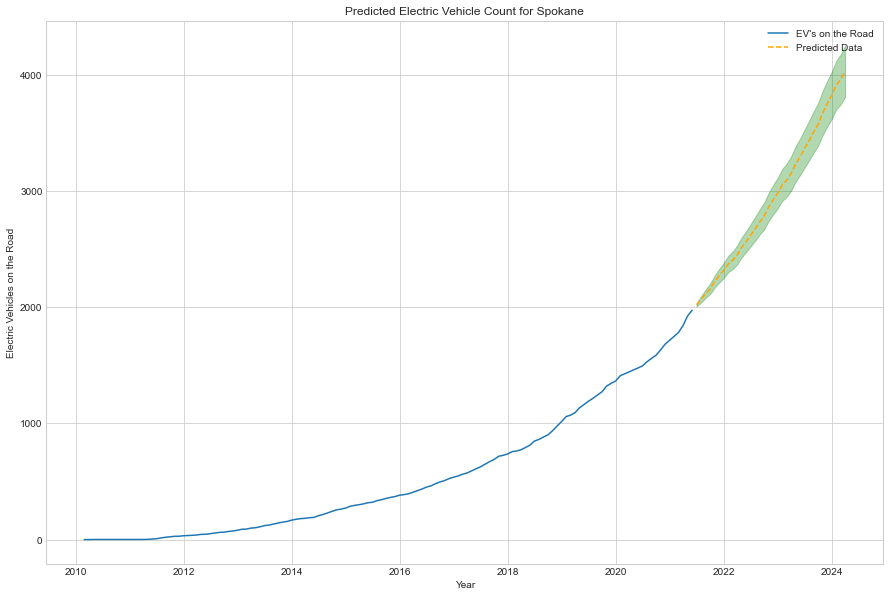 Predicted Electric Vehicle Count for Spokane
EV's on the Road
Predicted Data
4000
3000
2000
1000
0
Electric Vehicles on the Road
2010 2012 2014 2016 2018 2020 2022 2024
Year